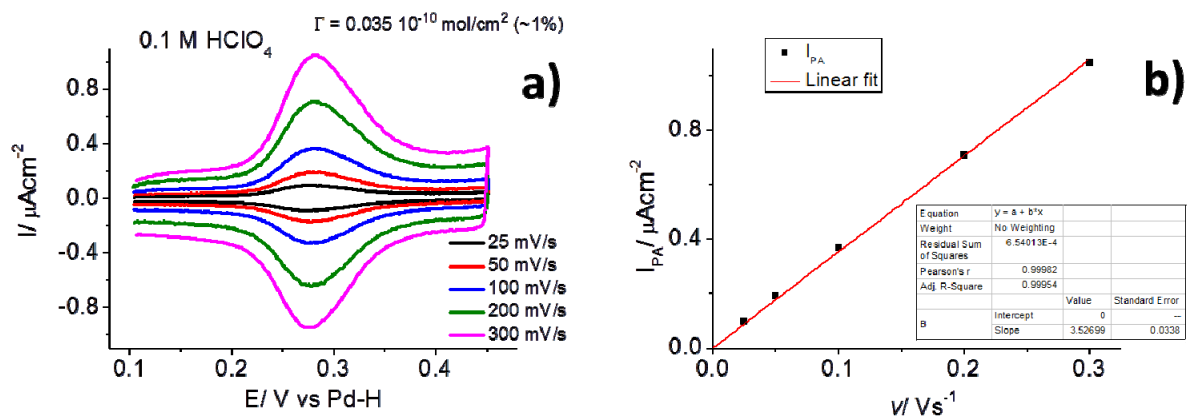 Γ = 0.035 10⁻¹⁰ mol/cm² (~1%)
0.1 M HClO₄
a)
0.8
0.4
0.0
-0.4
-0.8
I/ μAcm⁻²
25 mV/s
50 mV/s
100 mV/s
200 mV/s
300 mV/s
0.1 0.2 0.3 0.4
E/ V vs Pd-H
I_PA
Linear fit
b)
0.8
0.4
0.0
I_PA/ μAcm⁻²
Equation y = a + b*x
Weight No Weighting
Residual Sum of Squares 6.54013E-4
Pearson's r 0.99982
Adj. R-Square 0.99954
Value Standard Error
B Intercept 0 --
Slope 3.52699 0.0338
0.0 0.1 0.2 0.3
v/ Vs⁻¹